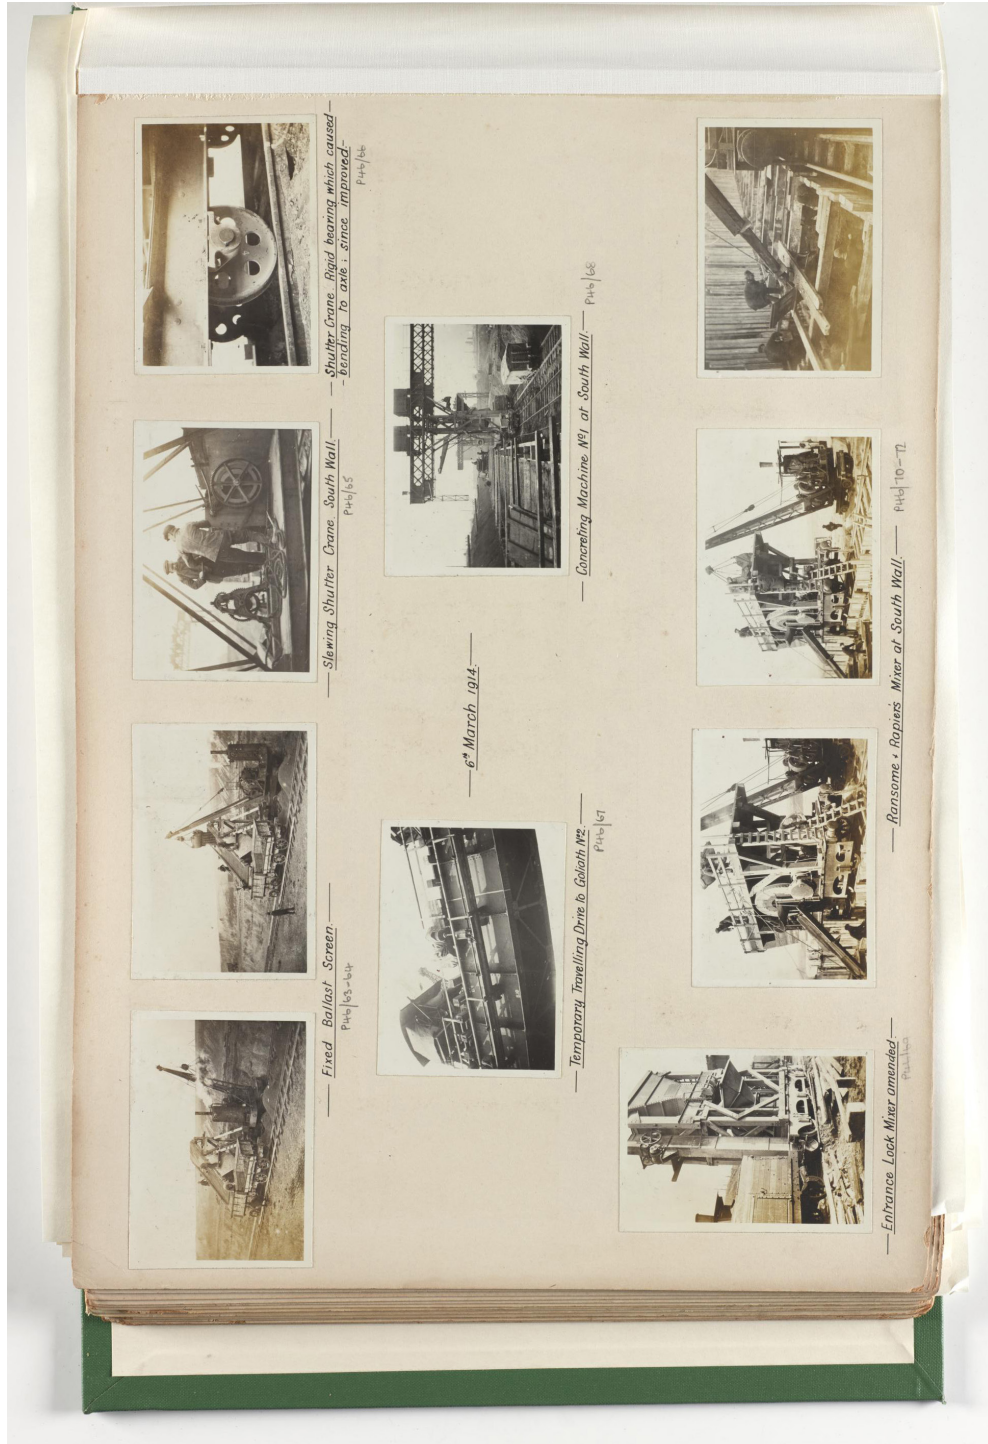 — Fixed Ballast Screen. —
P46/63-64
— Slewing Shutter Crane. South Wall. —
P46/65
— Shutter Crane. Rigid bearing which caused —
- bending to axle; since improved. -
P46/66
— 6th March 1914. —
— Temporary Travelling Drive to Goliath No2. —
P46/67
— Concreting Machine No1 at South Wall. —
P46/68
— Entrance Lock Mixer amended —
— Ransome & Rapier's Mixer at South Wall. —
P46/70-72